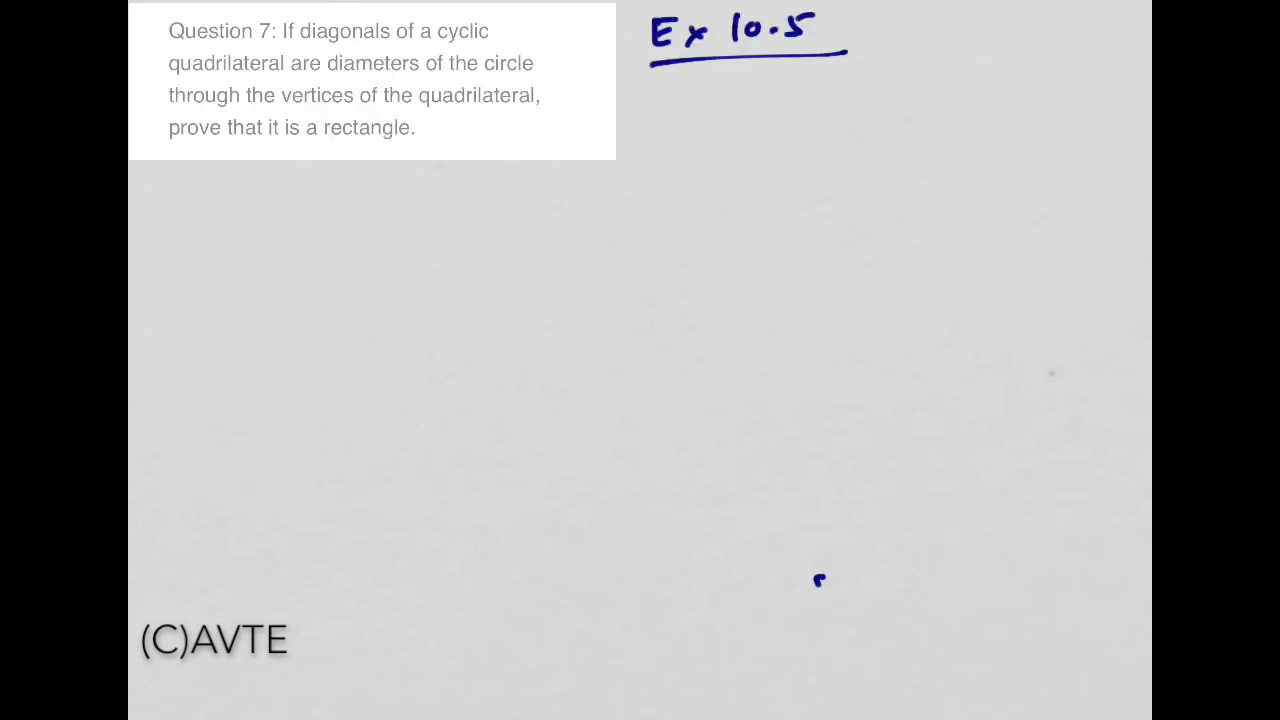 Question 7: If diagonals of a cyclic
quadrilateral are diameters of the circle
through the vertices of the quadrilateral,
prove that it is a rectangle.
Ex 10.5
(C)AVTE